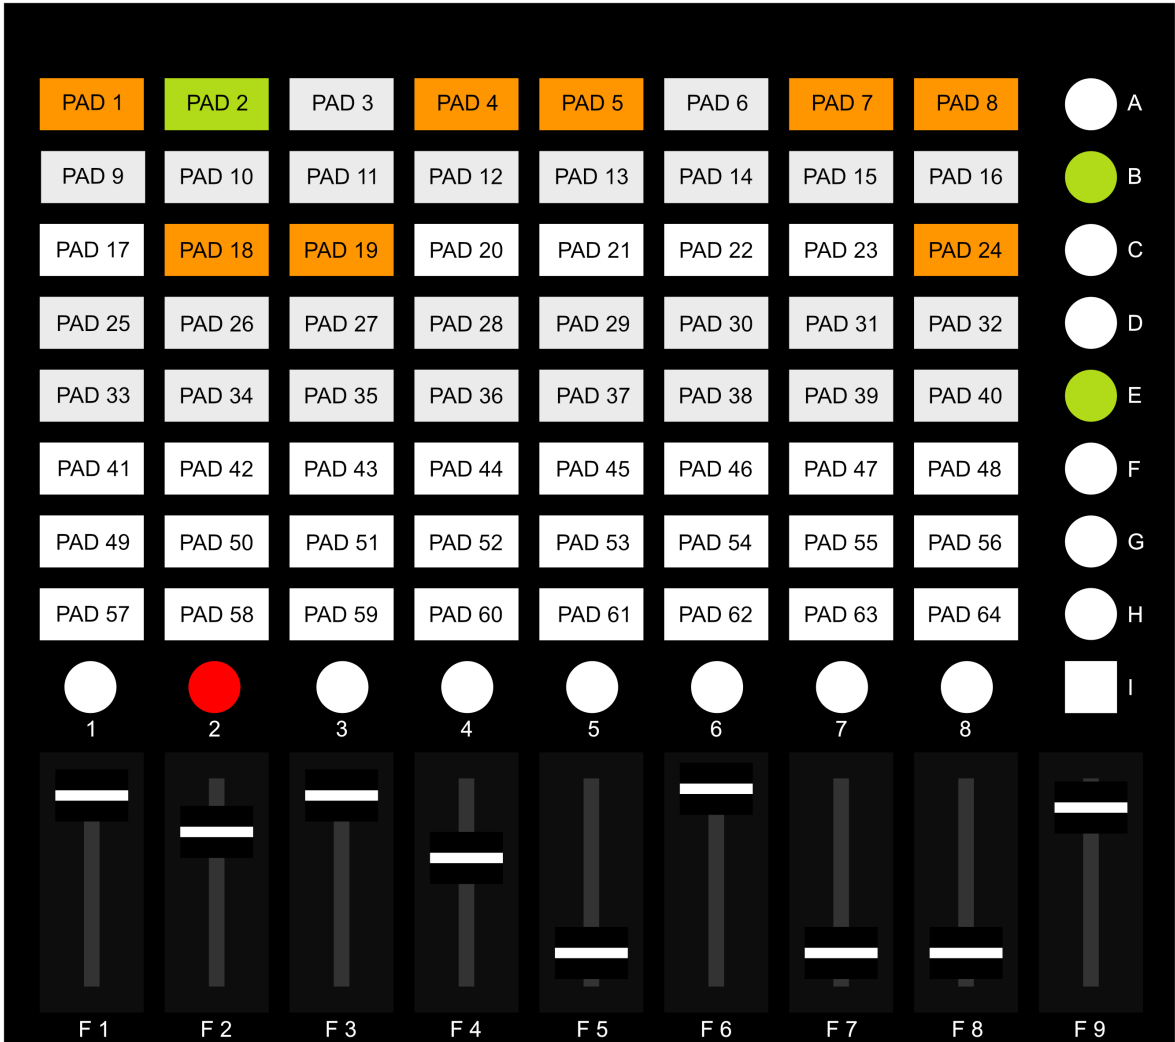 PAD 1 PAD 2 PAD 3 PAD 4 PAD 5 PAD 6 PAD 7 PAD 8 A
PAD 9 PAD 10 PAD 11 PAD 12 PAD 13 PAD 14 PAD 15 PAD 16 B
PAD 17 PAD 18 PAD 19 PAD 20 PAD 21 PAD 22 PAD 23 PAD 24 C
PAD 25 PAD 26 PAD 27 PAD 28 PAD 29 PAD 30 PAD 31 PAD 32 D
PAD 33 PAD 34 PAD 35 PAD 36 PAD 37 PAD 38 PAD 39 PAD 40 E
PAD 41 PAD 42 PAD 43 PAD 44 PAD 45 PAD 46 PAD 47 PAD 48 F
PAD 49 PAD 50 PAD 51 PAD 52 PAD 53 PAD 54 PAD 55 PAD 56 G
PAD 57 PAD 58 PAD 59 PAD 60 PAD 61 PAD 62 PAD 63 PAD 64 H
I
1 2 3 4 5 6 7 8
F 1 F 2 F 3 F 4 F 5 F 6 F 7 F 8 F 9